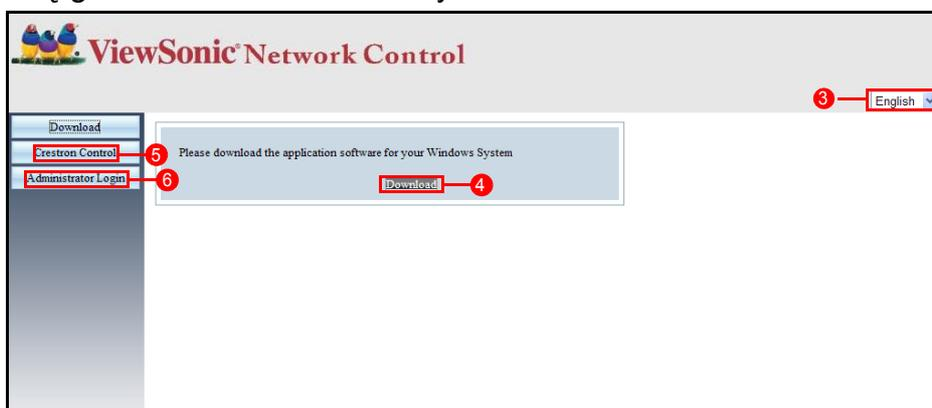 ViewSonic® Network Control
3
English
Download
Crestron Control
5
Please download the application software for your Windows System
Administrator Login
6
Download
4